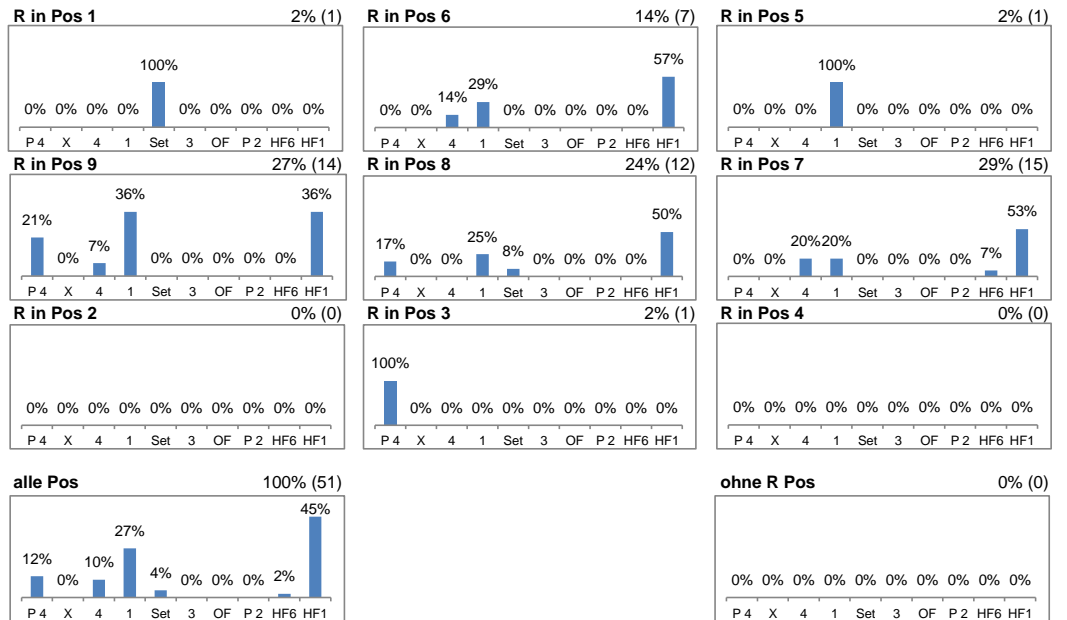 R in Pos 1 2% (1)
100%
0% 0% 0% 0% 0% 0% 0% 0% 0%
P 4 X 4 1 Set 3 OF P 2 HF6 HF1
R in Pos 6 14% (7)
57%
29%
14%
0% 0% 0% 0% 0% 0% 0%
P 4 X 4 1 Set 3 OF P 2 HF6 HF1
R in Pos 5 2% (1)
100%
0% 0% 0% 0% 0% 0% 0% 0% 0%
P 4 X 4 1 Set 3 OF P 2 HF6 HF1
R in Pos 9 27% (14)
36% 36%
21%
7%
0% 0% 0% 0% 0% 0%
P 4 X 4 1 Set 3 OF P 2 HF6 HF1
R in Pos 8 24% (12)
50%
25%
17%
8%
0% 0% 0% 0% 0% 0%
P 4 X 4 1 Set 3 OF P 2 HF6 HF1
R in Pos 7 29% (15)
53%
20% 20%
7%
0% 0% 0% 0% 0% 0%
P 4 X 4 1 Set 3 OF P 2 HF6 HF1
R in Pos 2 0% (0)
0% 0% 0% 0% 0% 0% 0% 0% 0% 0%
P 4 X 4 1 Set 3 OF P 2 HF6 HF1
R in Pos 3 2% (1)
100%
0% 0% 0% 0% 0% 0% 0% 0% 0%
P 4 X 4 1 Set 3 OF P 2 HF6 HF1
R in Pos 4 0% (0)
0% 0% 0% 0% 0% 0% 0% 0% 0% 0%
P 4 X 4 1 Set 3 OF P 2 HF6 HF1
alle Pos 100% (51)
45%
27%
12% 10%
4%
2%
0% 0% 0% 0%
P 4 X 4 1 Set 3 OF P 2 HF6 HF1
ohne R Pos 0% (0)
0% 0% 0% 0% 0% 0% 0% 0% 0% 0%
P 4 X 4 1 Set 3 OF P 2 HF6 HF1